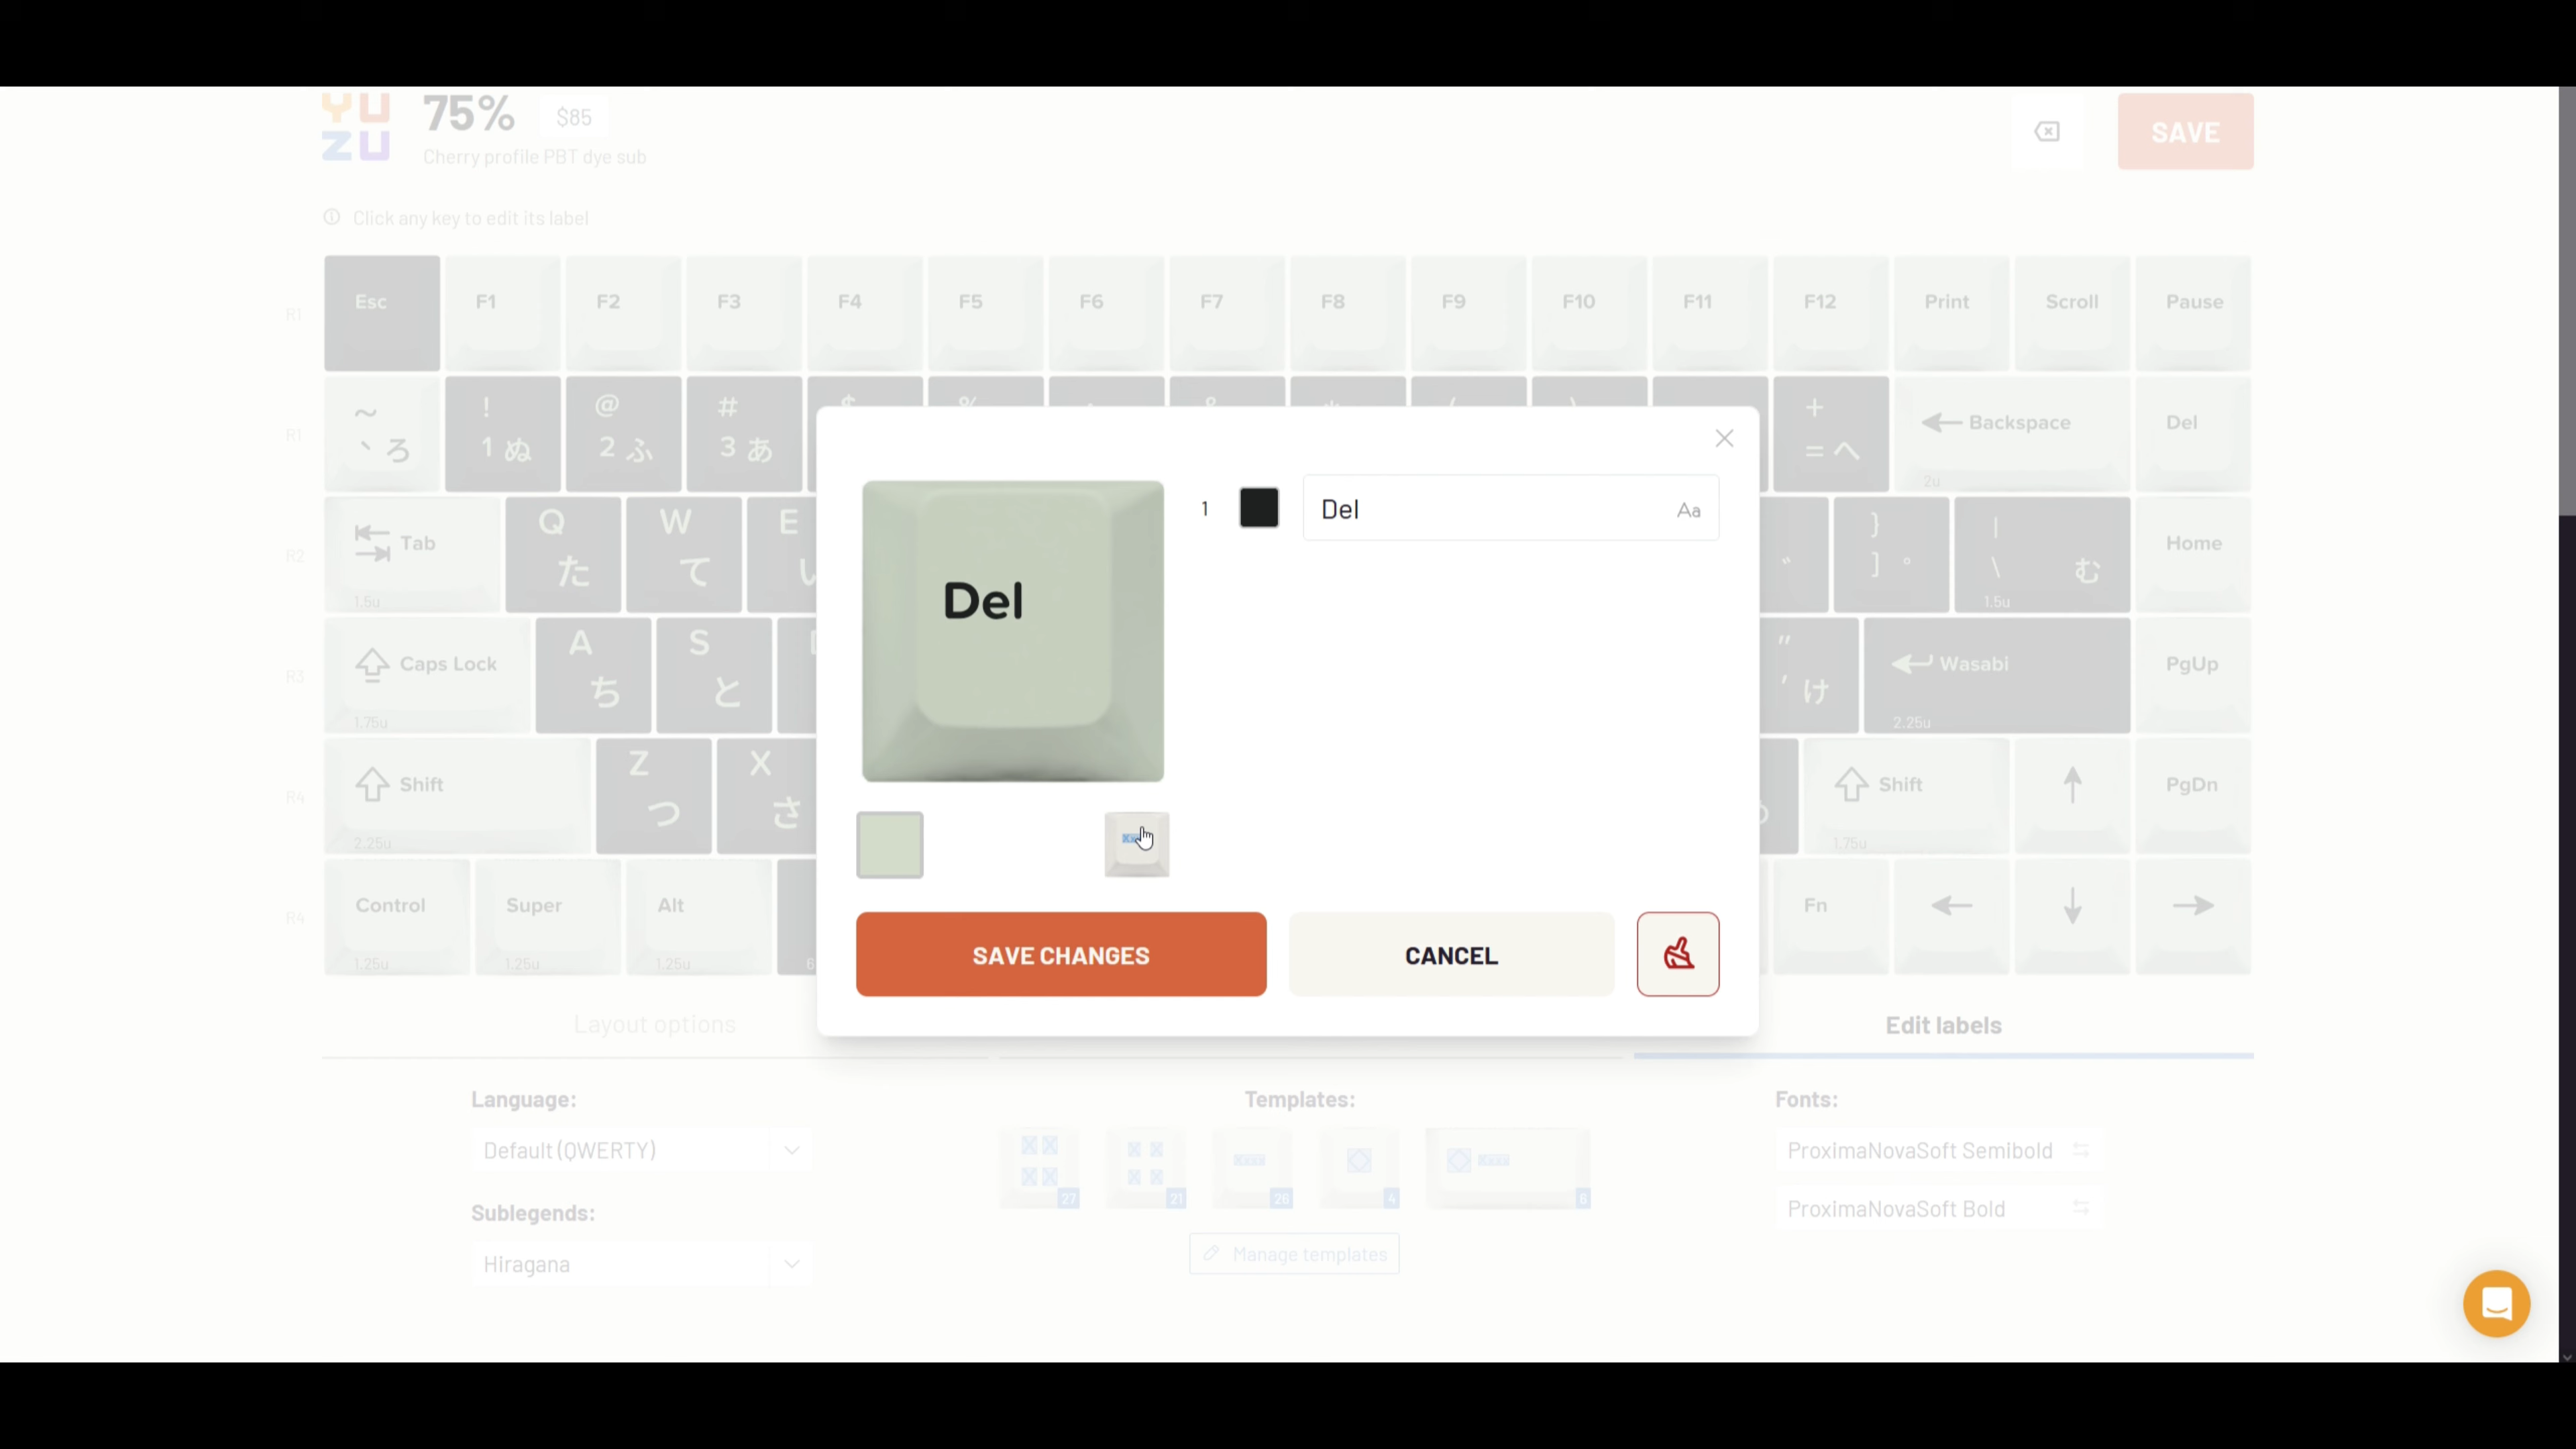 YUZU
75% $85
Cherry profile PBT dye sub
SAVE
Click any key to edit its label
R1 Esc F1 F2 F3 F4 F5 F6 F7 F8 F9 F10 F11 F12 Print Scroll Pause
~ ! @ # $ % & * ( ) +
R1 ` ろ 1 ぬ 2 ふ 3 あ = へ ← Backspace Del
2u
Q W E } |
R2 Tab た て い ゛ ] ° \ む Home
1.5u 1.5u
A S "
R3 Caps Lock ち と ' け Wasabi PgUp
1.75u 2.25u
Z X
R4 Shift つ さ Shift ↑ PgDn
2.25u 1.75u
R4 Control Super Alt Fn ← ↓ →
1.25u 1.25u 1.25u 6
1 Del Aa
Del
SAVE CHANGES CANCEL
Layout options Edit labels
Language: Templates: Fonts:
Default (QWERTY) ProximaNovaSoft Semibold
27 21 26 4 6
Sublegends: ProximaNovaSoft Bold
Hiragana Manage templates